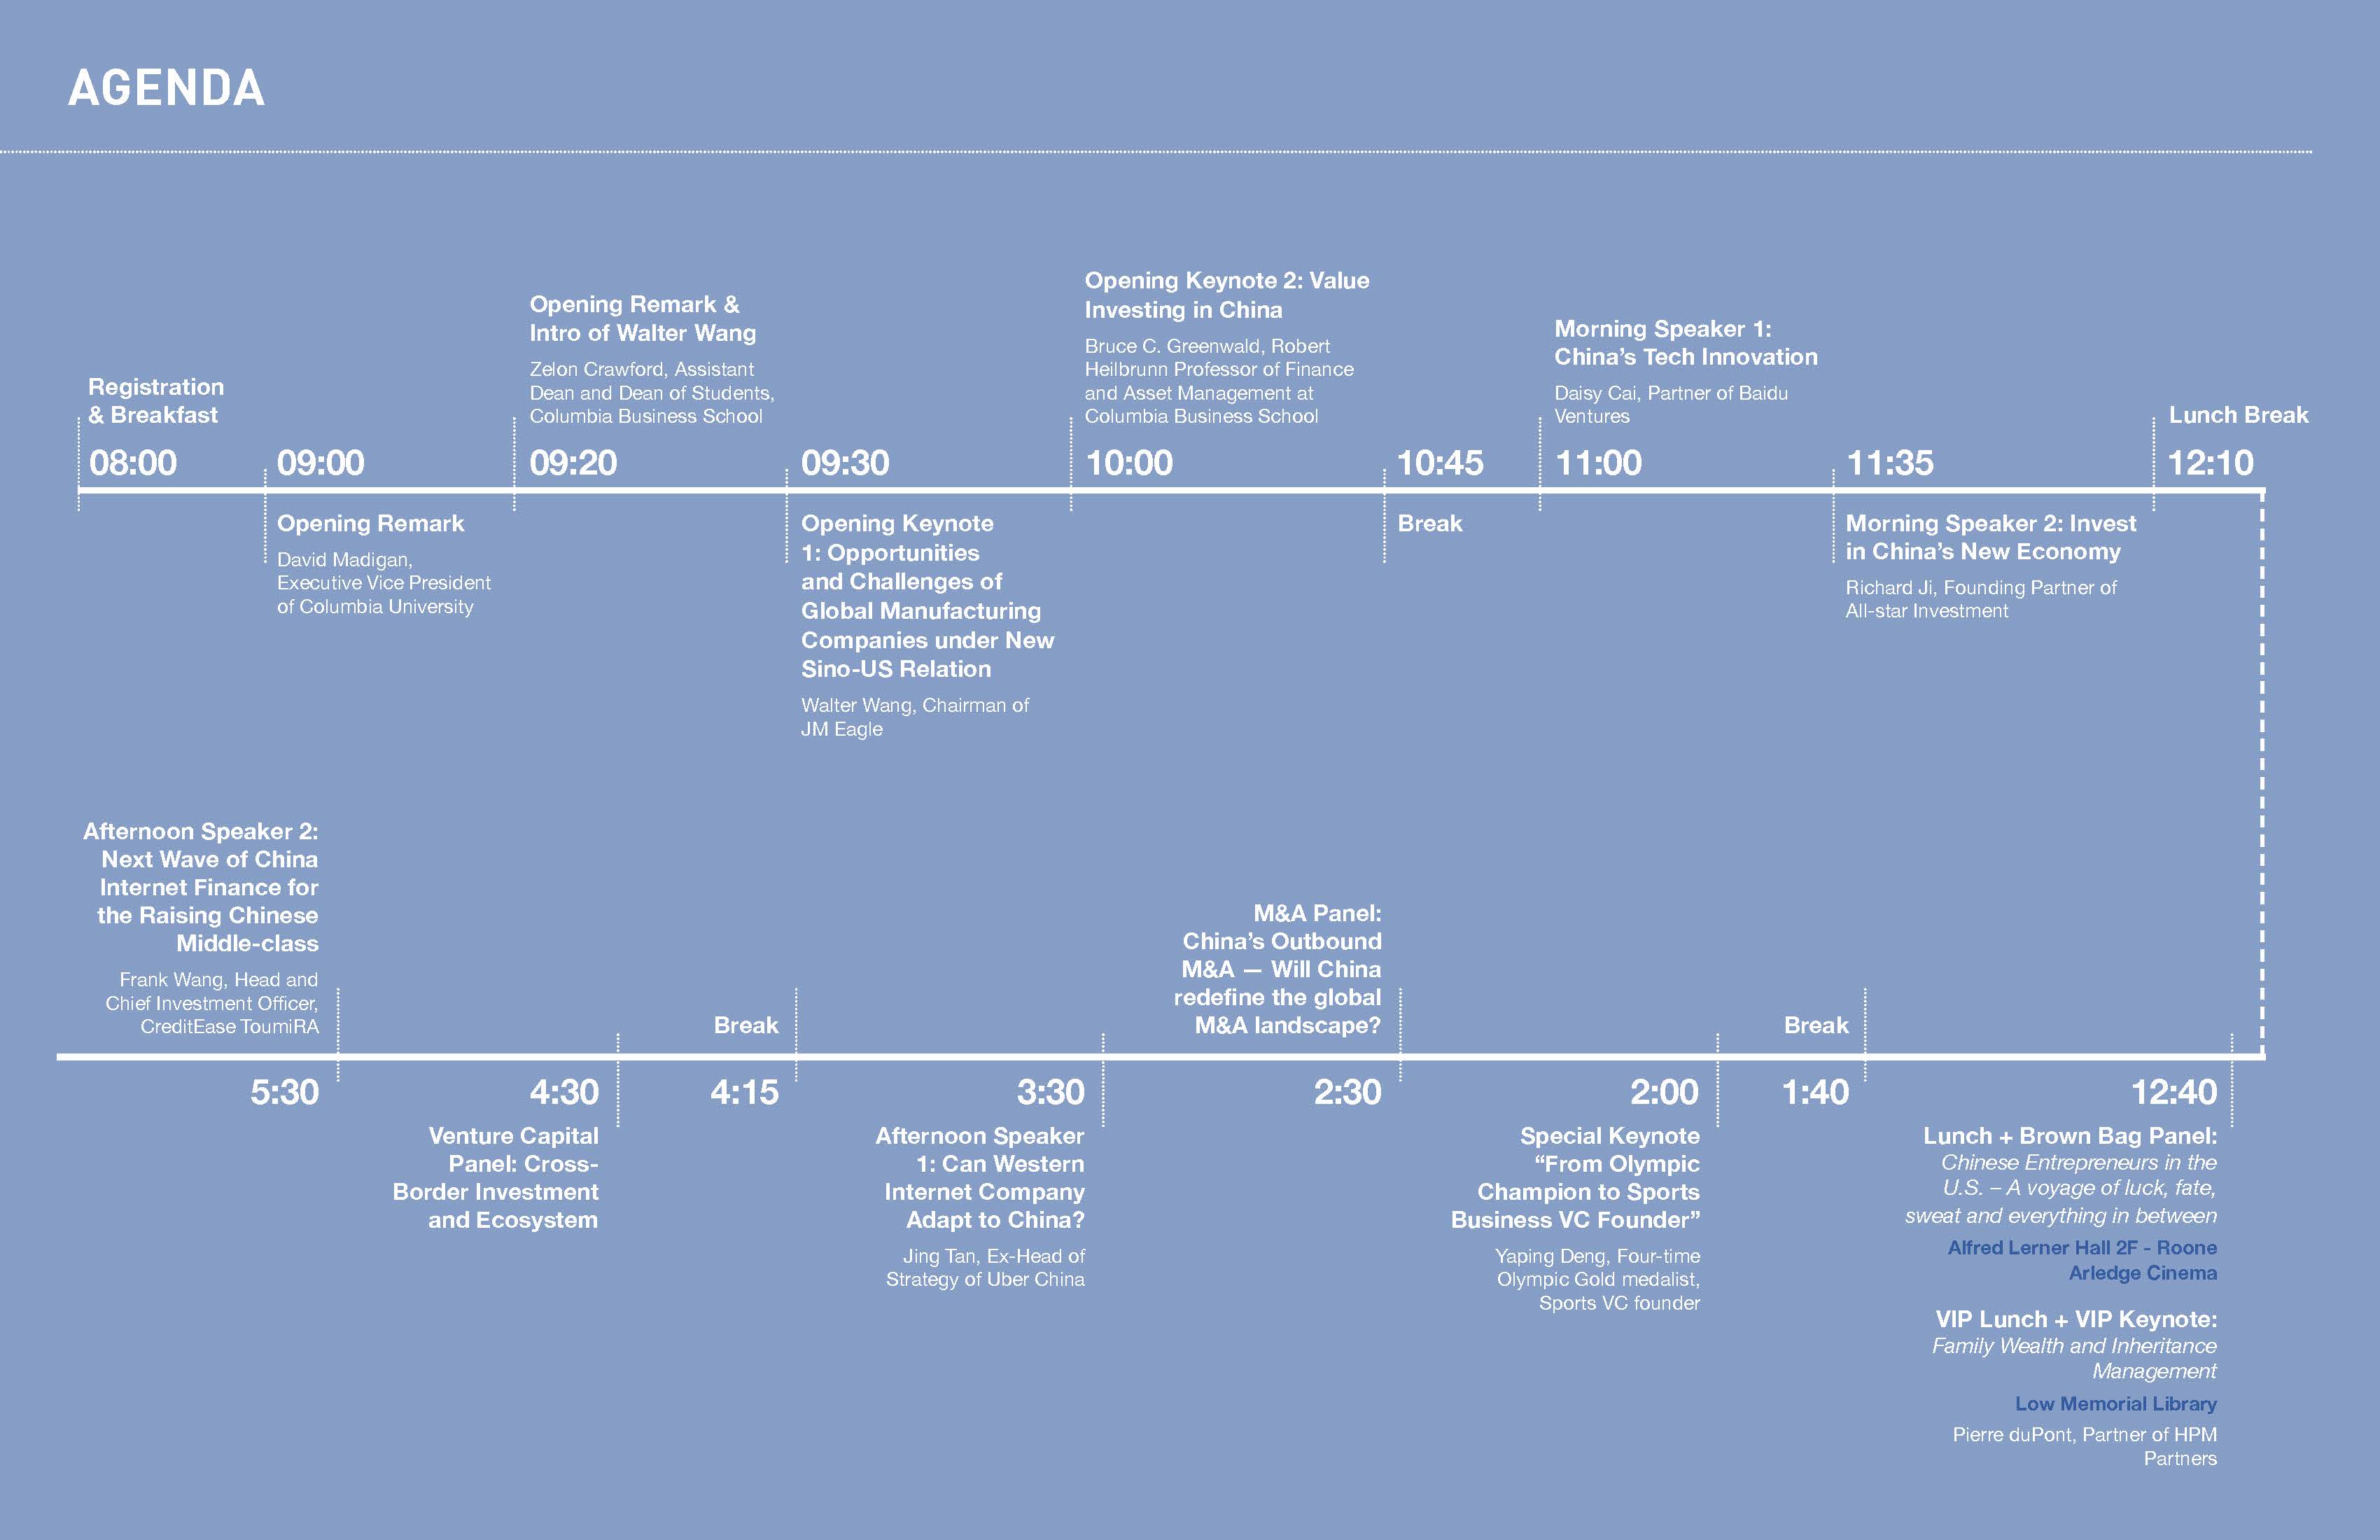 AGENDA
Registration
& Breakfast
08:00
09:00
Opening Remark
David Madigan,
Executive Vice President
of Columbia University
Opening Remark &
Intro of Walter Wang
Zelon Crawford, Assistant
Dean and Dean of Students,
Columbia Business School
09:20
09:30
Opening Keynote
1: Opportunities
and Challenges of
Global Manufacturing
Companies under New
Sino-US Relation
Walter Wang, Chairman of
JM Eagle
Opening Keynote 2: Value
Investing in China
Bruce C. Greenwald, Robert
Heilbrunn Professor of Finance
and Asset Management at
Columbia Business School
10:00
10:45
Break
Morning Speaker 1:
China’s Tech Innovation
Daisy Cai, Partner of Baidu
Ventures
11:00
11:35
Morning Speaker 2: Invest
in China’s New Economy
Richard Ji, Founding Partner of
All-star Investment
Lunch Break
12:10
12:40
Lunch + Brown Bag Panel:
Chinese Entrepreneurs in the
U.S. – A voyage of luck, fate,
sweat and everything in between
Alfred Lerner Hall 2F - Roone
Arledge Cinema
VIP Lunch + VIP Keynote:
Family Wealth and Inheritance
Management
Low Memorial Library
Pierre duPont, Partner of HPM
Partners
Break
1:40
2:00
Special Keynote
“From Olympic
Champion to Sports
Business VC Founder”
Yaping Deng, Four-time
Olympic Gold medalist,
Sports VC founder
M&A Panel:
China’s Outbound
M&A — Will China
redefine the global
M&A landscape?
2:30
3:30
Afternoon Speaker
1: Can Western
Internet Company
Adapt to China?
Jing Tan, Ex-Head of
Strategy of Uber China
Break
4:15
4:30
Venture Capital
Panel: Cross-
Border Investment
and Ecosystem
Afternoon Speaker 2:
Next Wave of China
Internet Finance for
the Raising Chinese
Middle-class
Frank Wang, Head and
Chief Investment Officer,
CreditEase ToumiRA
5:30